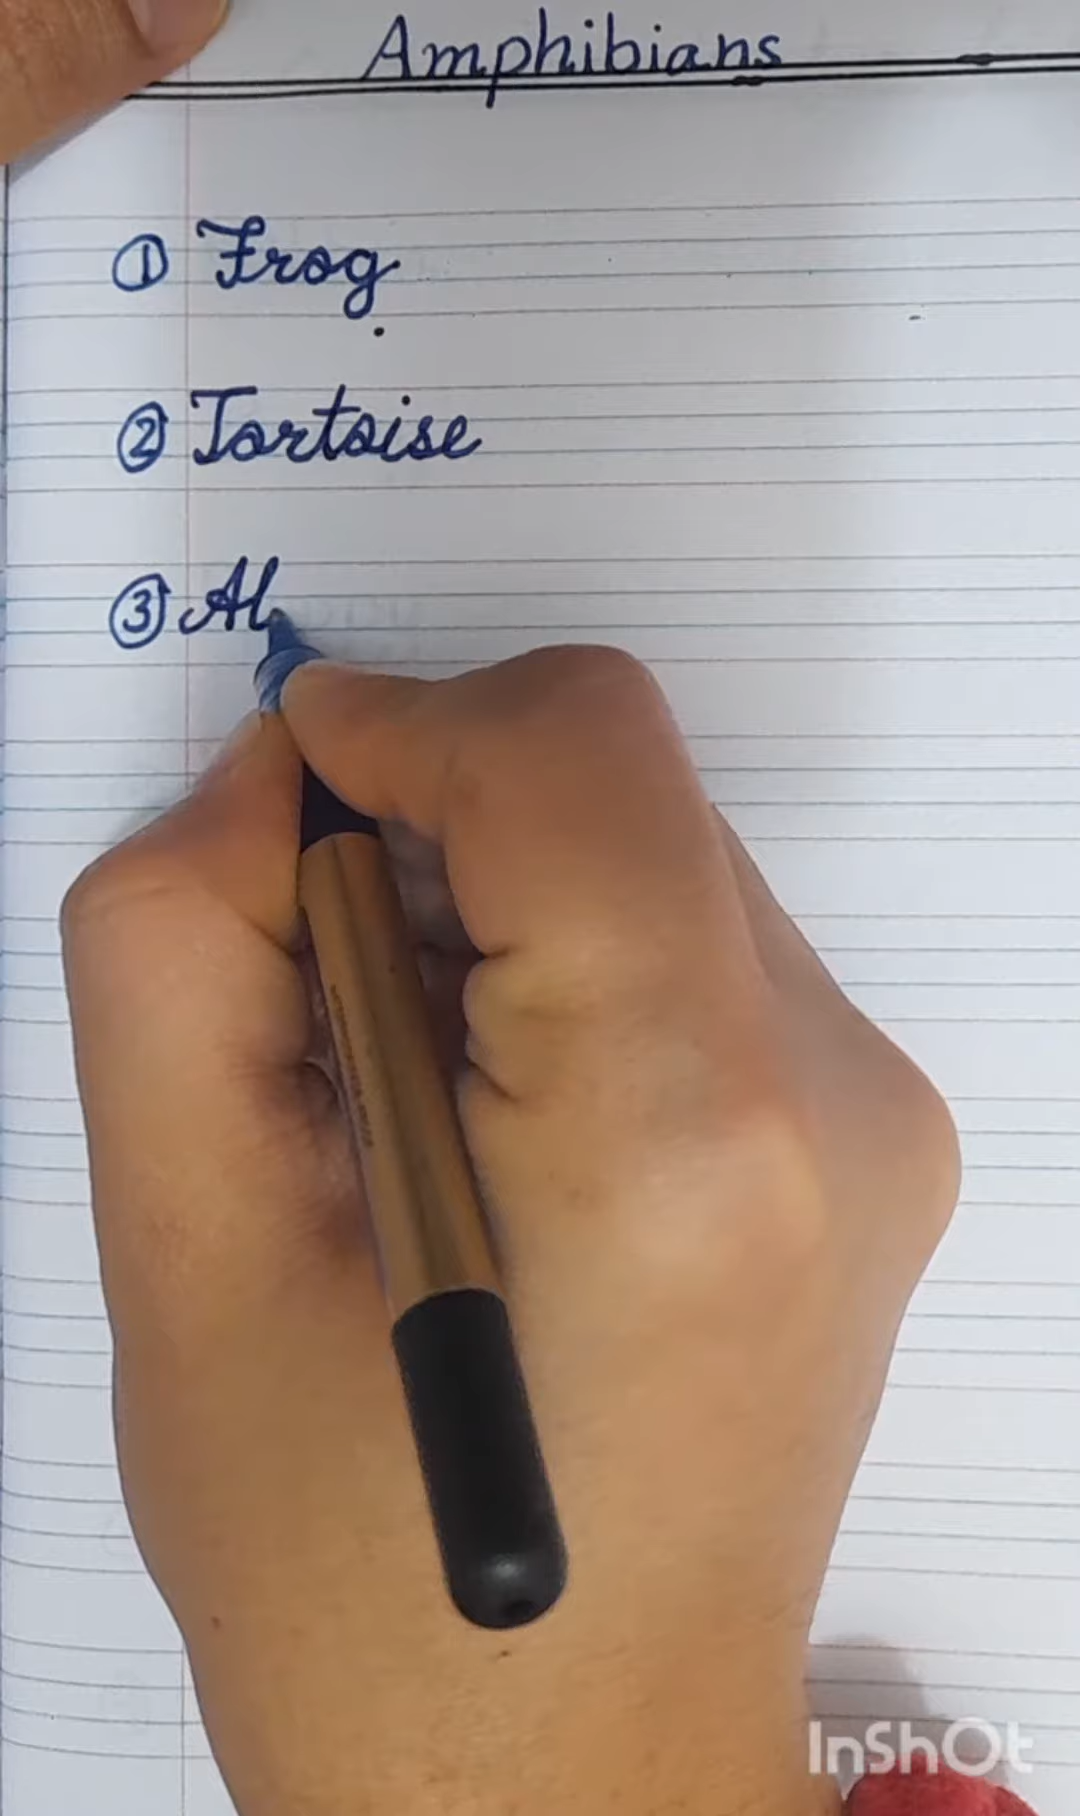 Amphibians
① Frog
② Tortoise
③ Al
InShOt